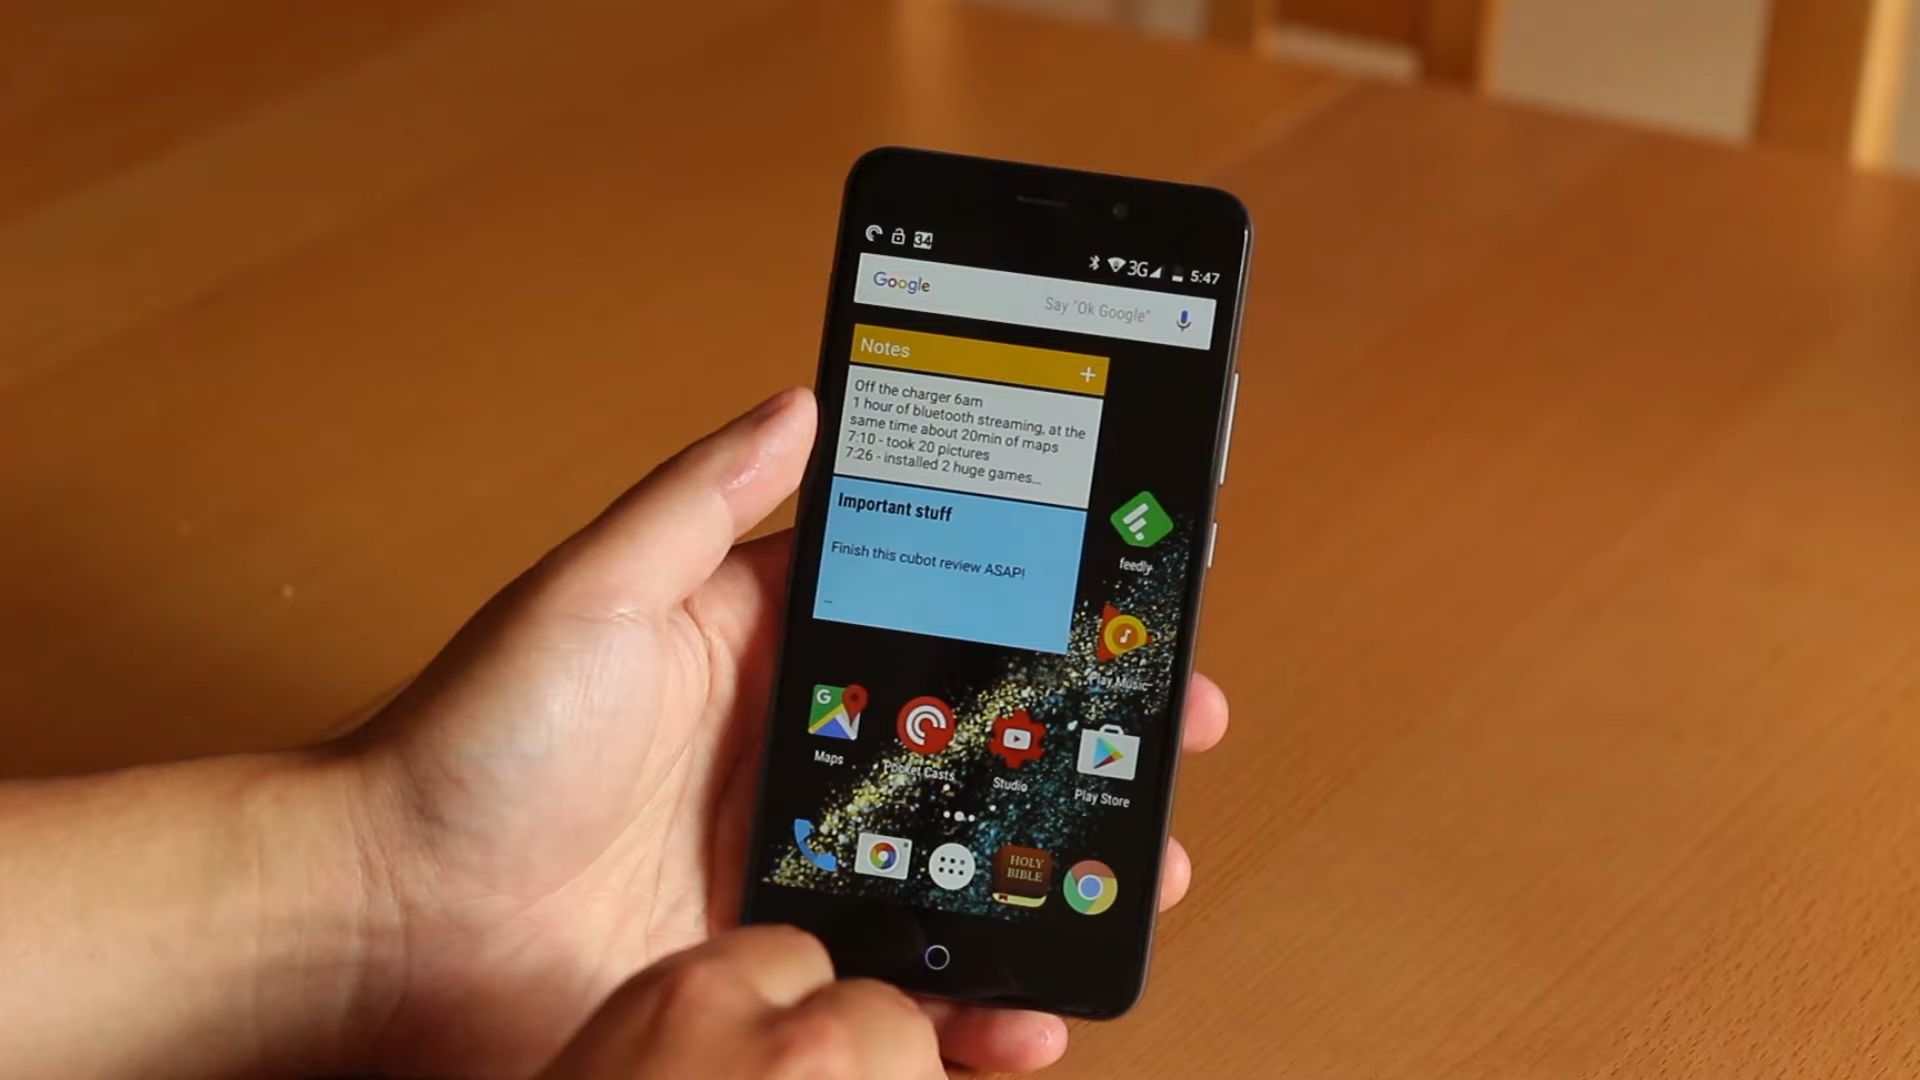 34
3G 5:47
Google Say "Ok Google"
Notes +
Off the charger 6am
1 hour of bluetooth streaming, at the
same time about 20min of maps
7:10 - took 20 pictures
7:26 - installed 2 huge games...
Important stuff
Finish this cubot review ASAP!
...
feedly
Play Music
G
Maps
Pocket Casts
Studio
Play Store
HOLY
BIBLE